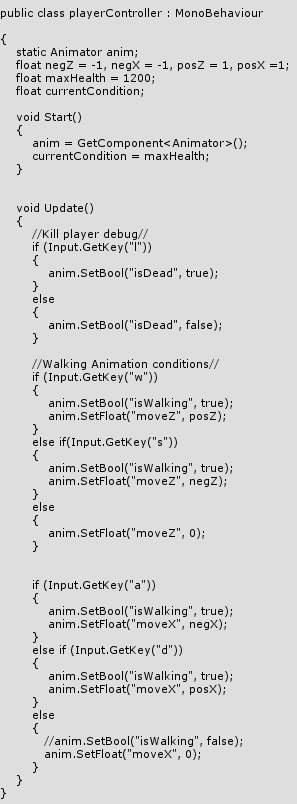 public class playerController : MonoBehaviour
{
static Animator anim;
float negZ = -1, negX = -1, posZ = 1, posX =1;
float maxHealth = 1200;
float currentCondition;
void Start()
{
anim = GetComponent<Animator>();
currentCondition = maxHealth;
}
void Update()
{
//Kill player debug//
if (Input.GetKey("l"))
{
anim.SetBool("isDead", true);
}
else
{
anim.SetBool("isDead", false);
}
//Walking Animation conditions//
if (Input.GetKey("w"))
{
anim.SetBool("isWalking", true);
anim.SetFloat("moveZ", posZ);
}
else if(Input.GetKey("s"))
{
anim.SetBool("isWalking", true);
anim.SetFloat("moveZ", negZ);
}
else
{
anim.SetFloat("moveZ", 0);
}
if (Input.GetKey("a"))
{
anim.SetBool("isWalking", true);
anim.SetFloat("moveX", negX);
}
else if (Input.GetKey("d"))
{
anim.SetBool("isWalking", true);
anim.SetFloat("moveX", posX);
}
else
{
//anim.SetBool("isWalking", false);
anim.SetFloat("moveX", 0);
}
}
}